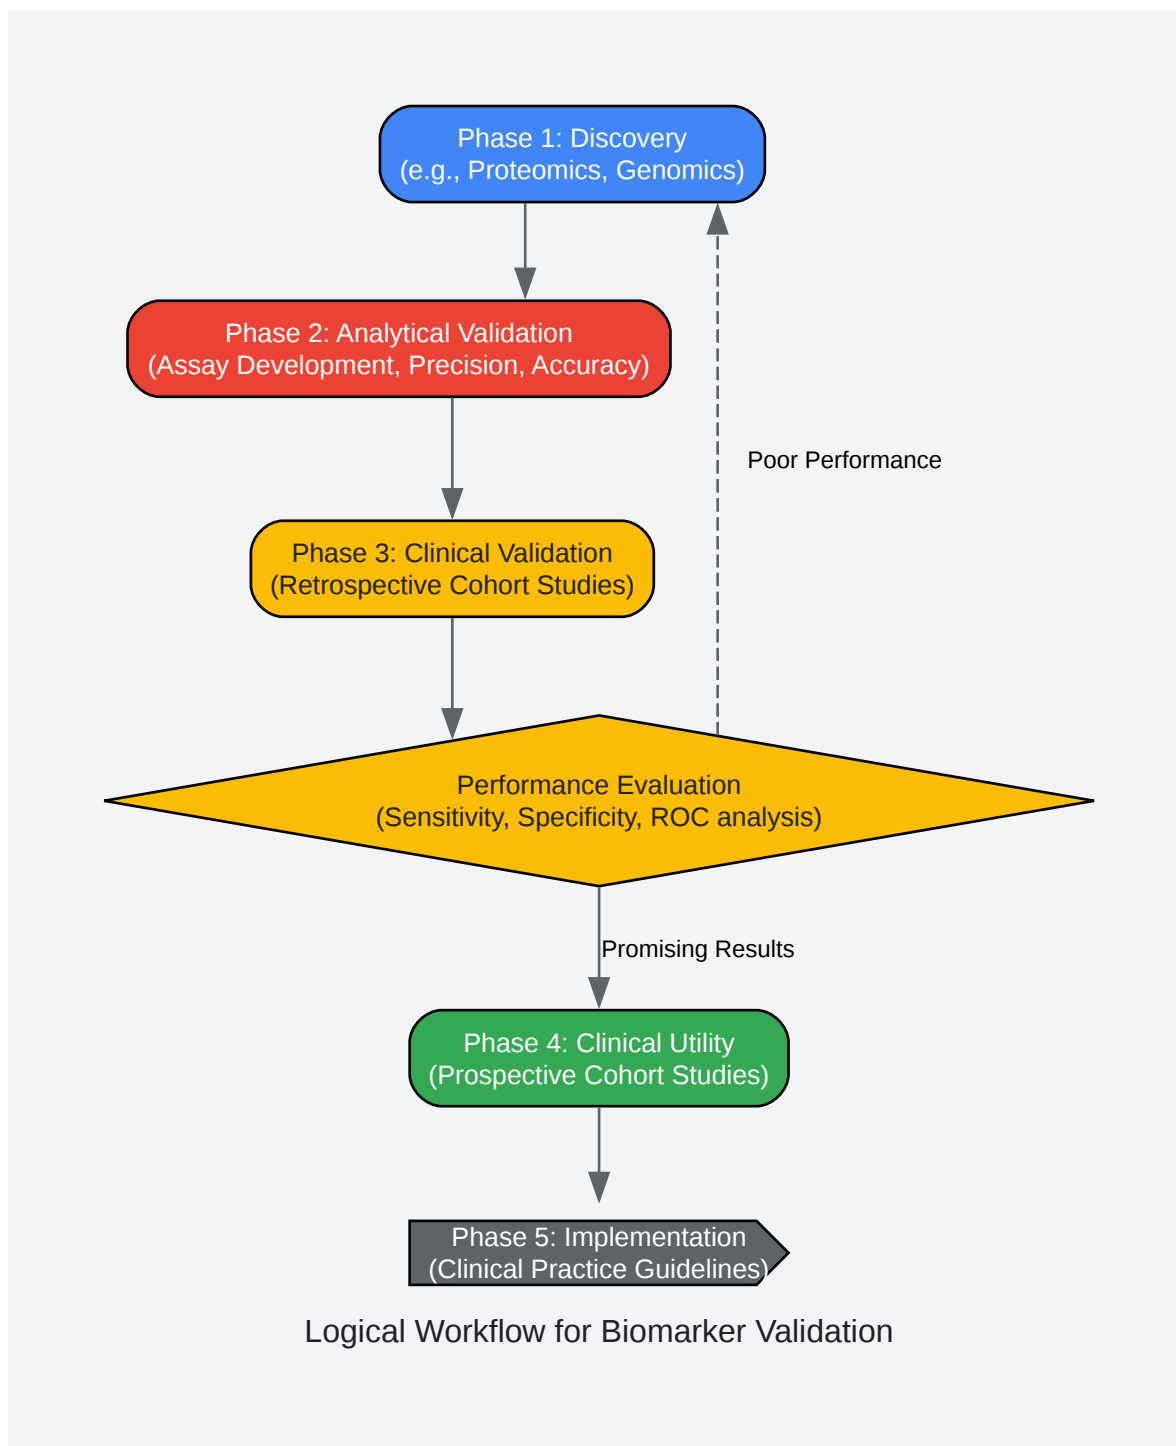 Phase 1: Discovery
(e.g., Proteomics, Genomics)
Phase 2: Analytical Validation
(Assay Development, Precision, Accuracy)
Poor Performance
Phase 3: Clinical Validation
(Retrospective Cohort Studies)
Performance Evaluation
(Sensitivity, Specificity, ROC analysis)
Promising Results
Phase 4: Clinical Utility
(Prospective Cohort Studies)
Phase 5: Implementation
(Clinical Practice Guidelines)
Logical Workflow for Biomarker Validation